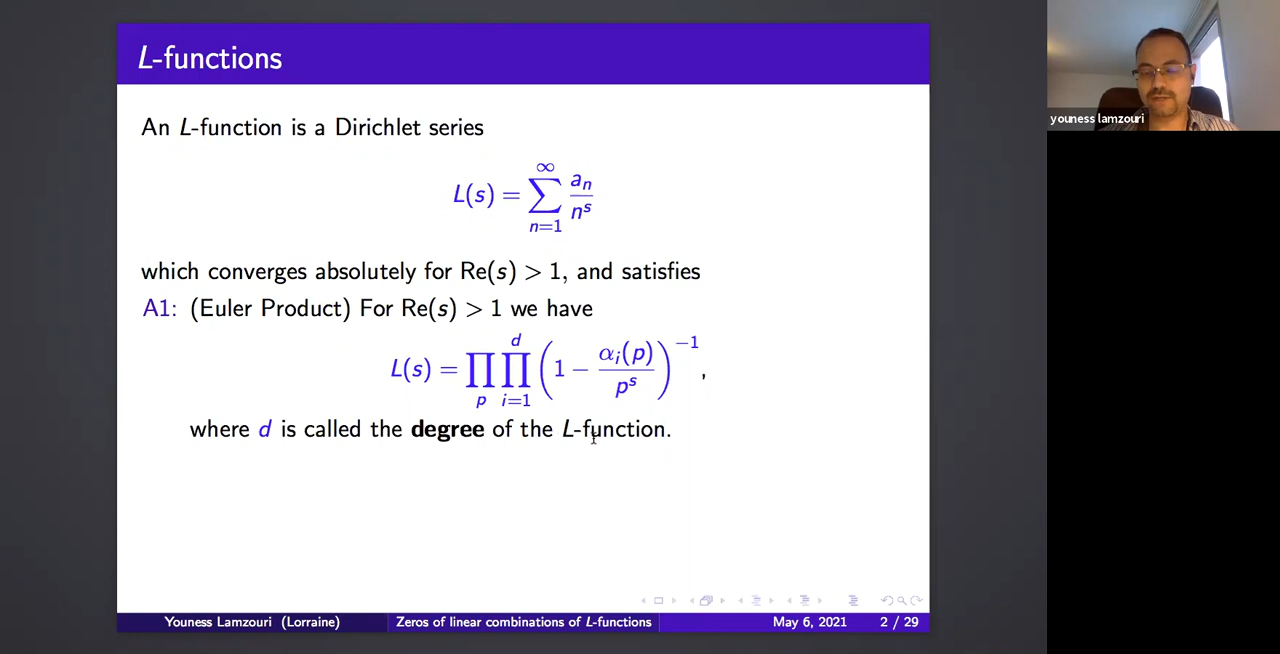 L-functions
An L-function is a Dirichlet series
L(s) = ∑_{n=1}^{∞} a_n / n^s
which converges absolutely for Re(s) > 1, and satisfies
A1: (Euler Product) For Re(s) > 1 we have
L(s) = ∏_p ∏_{i=1}^{d} (1 − α_i(p) / p^s)^{−1},
where d is called the degree of the L-function.
Youness Lamzouri (Lorraine) Zeros of linear combinations of L-functions May 6, 2021 2 / 29
youness lamzouri